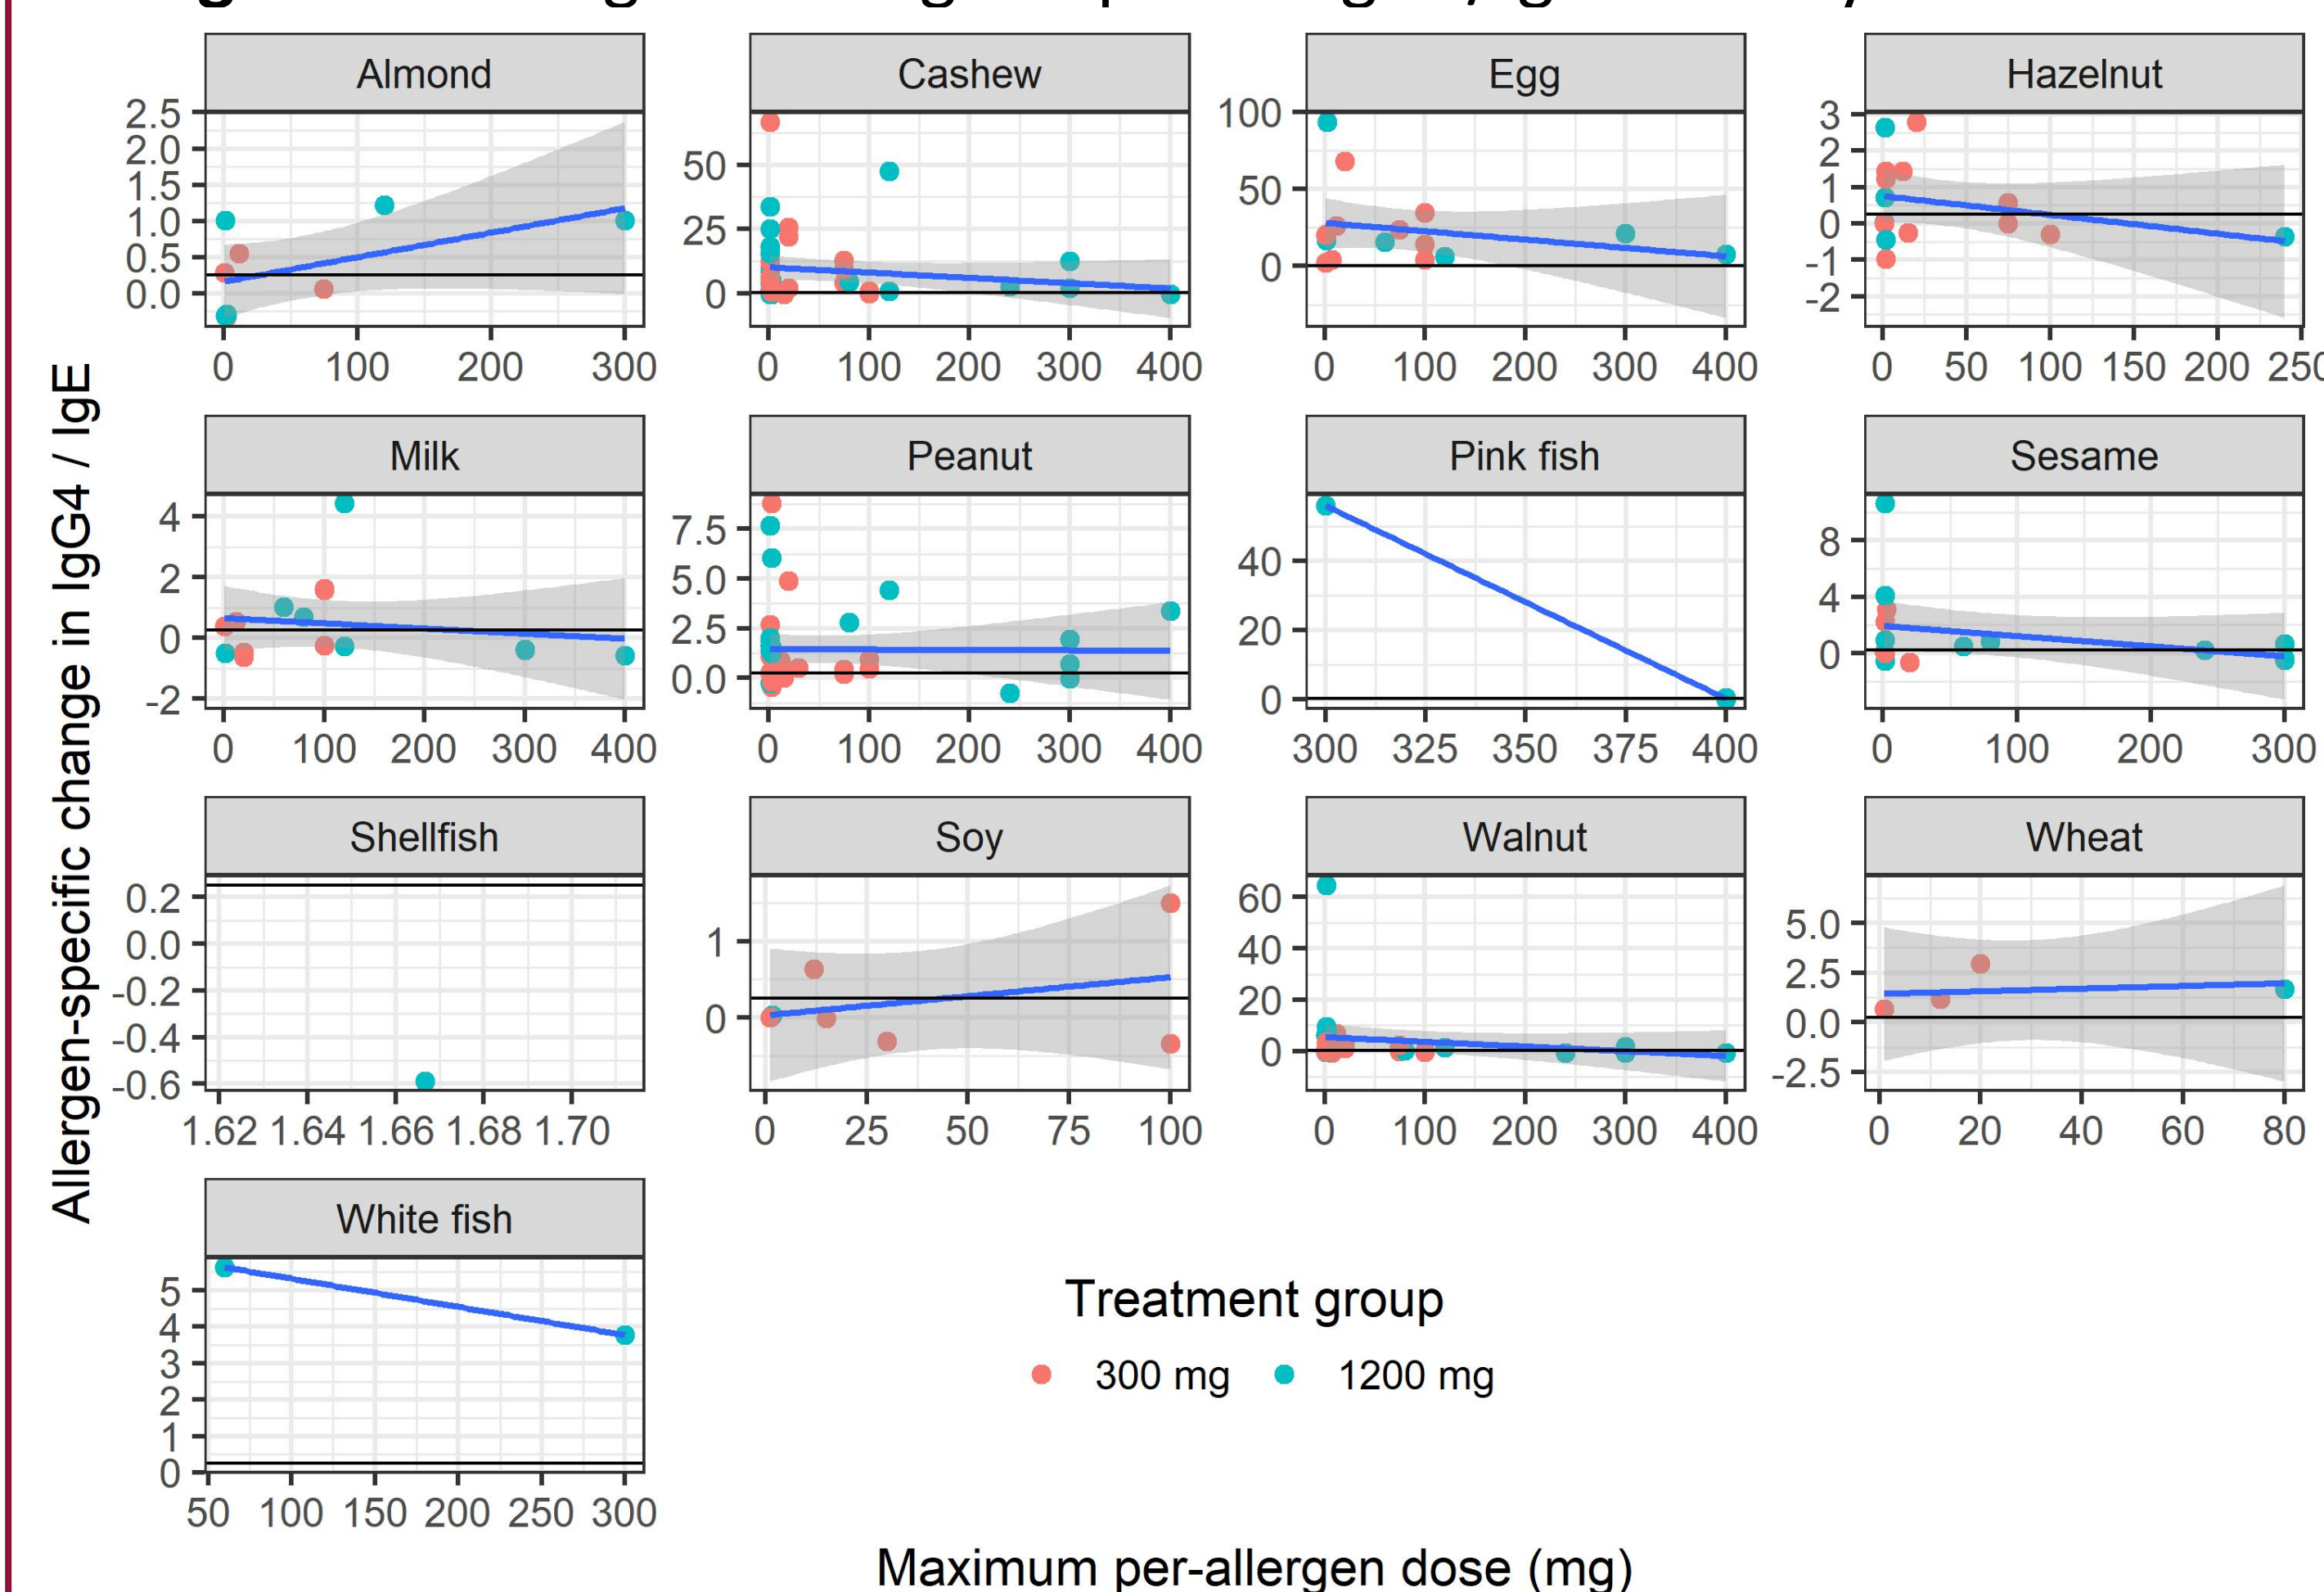 Almond
Cashew
Egg
Hazelnut
2.5
2.0
1.5
1.0
0.5
0.0
0 100 200 300
50
25
0
0 100 200 300 400
100
50
0
0 100 200 300 400
3
2
1
0
-1
-2
0 50 100 150 200
Milk
Peanut
Pink fish
Sesame
4
2
0
-2
0 100 200 300 400
7.5
5.0
2.5
0.0
0 100 200 300 400
40
20
0
300 325 350 375 400
8
4
0
0 100 200 300
Shellfish
Soy
Walnut
Wheat
0.2
0.0
-0.2
-0.4
-0.6
1.62 1.64 1.66 1.68 1.70
1
0
0 25 50 75 100
60
40
20
0
0 100 200 300 400
5.0
2.5
0.0
-2.5
0 20 40 60 80
White fish
5
4
3
2
1
0
50 100 150 200 250 300
Allergen-specific change in IgG4 / IgE
Treatment group
300 mg 1200 mg
Maximum per-allergen dose (mg)